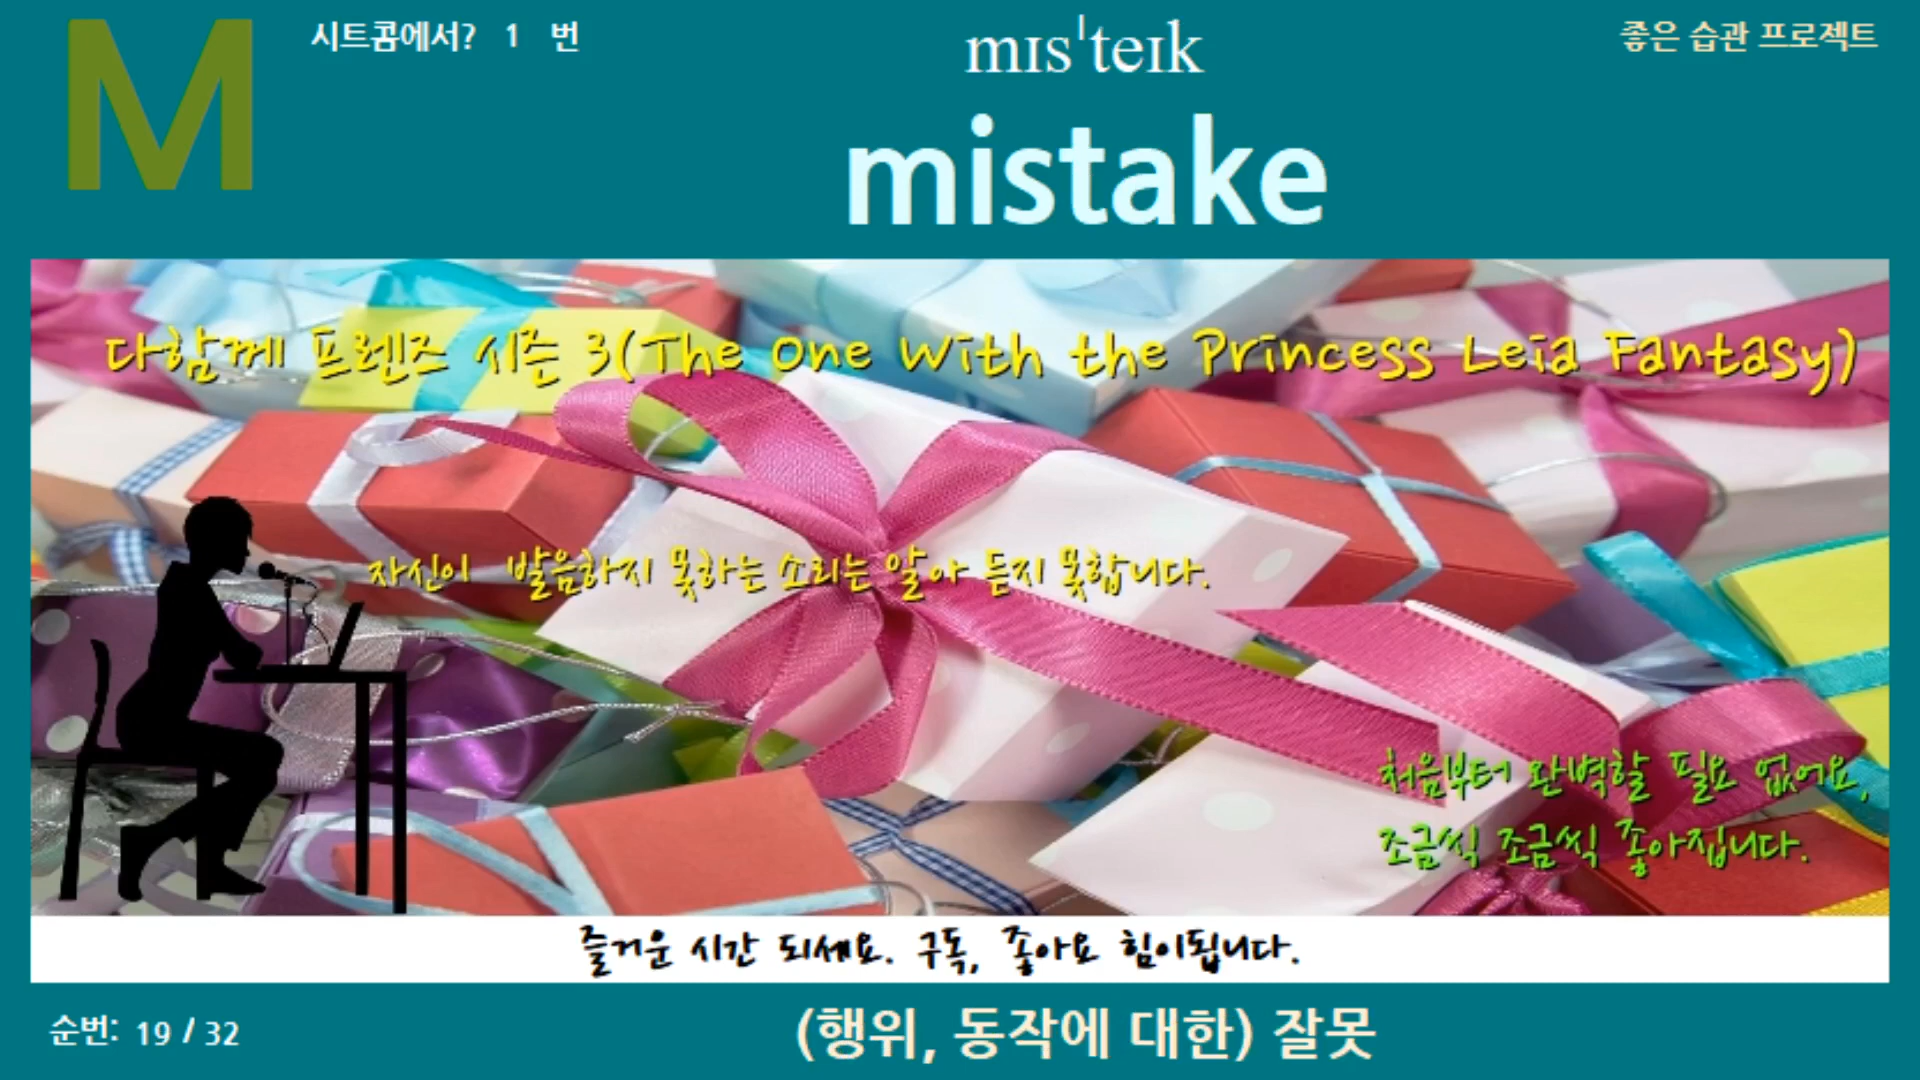 M
시트콤에서? 1 번
mɪsˈteɪk
좋은 습관 프로젝트
mistake
다함께 프렌즈 시즌 3(The One With the Princess Leia Fantasy)
자신이 발음하지 못하는 소리는 알아 듣지 못합니다.
처음부터 완벽할 필요 없어요,
조금씩 조금씩 좋아집니다.
즐거운 시간 되세요. 구독, 좋아요 힘이됩니다.
순번: 19 / 32
(행위, 동작에 대한) 잘못